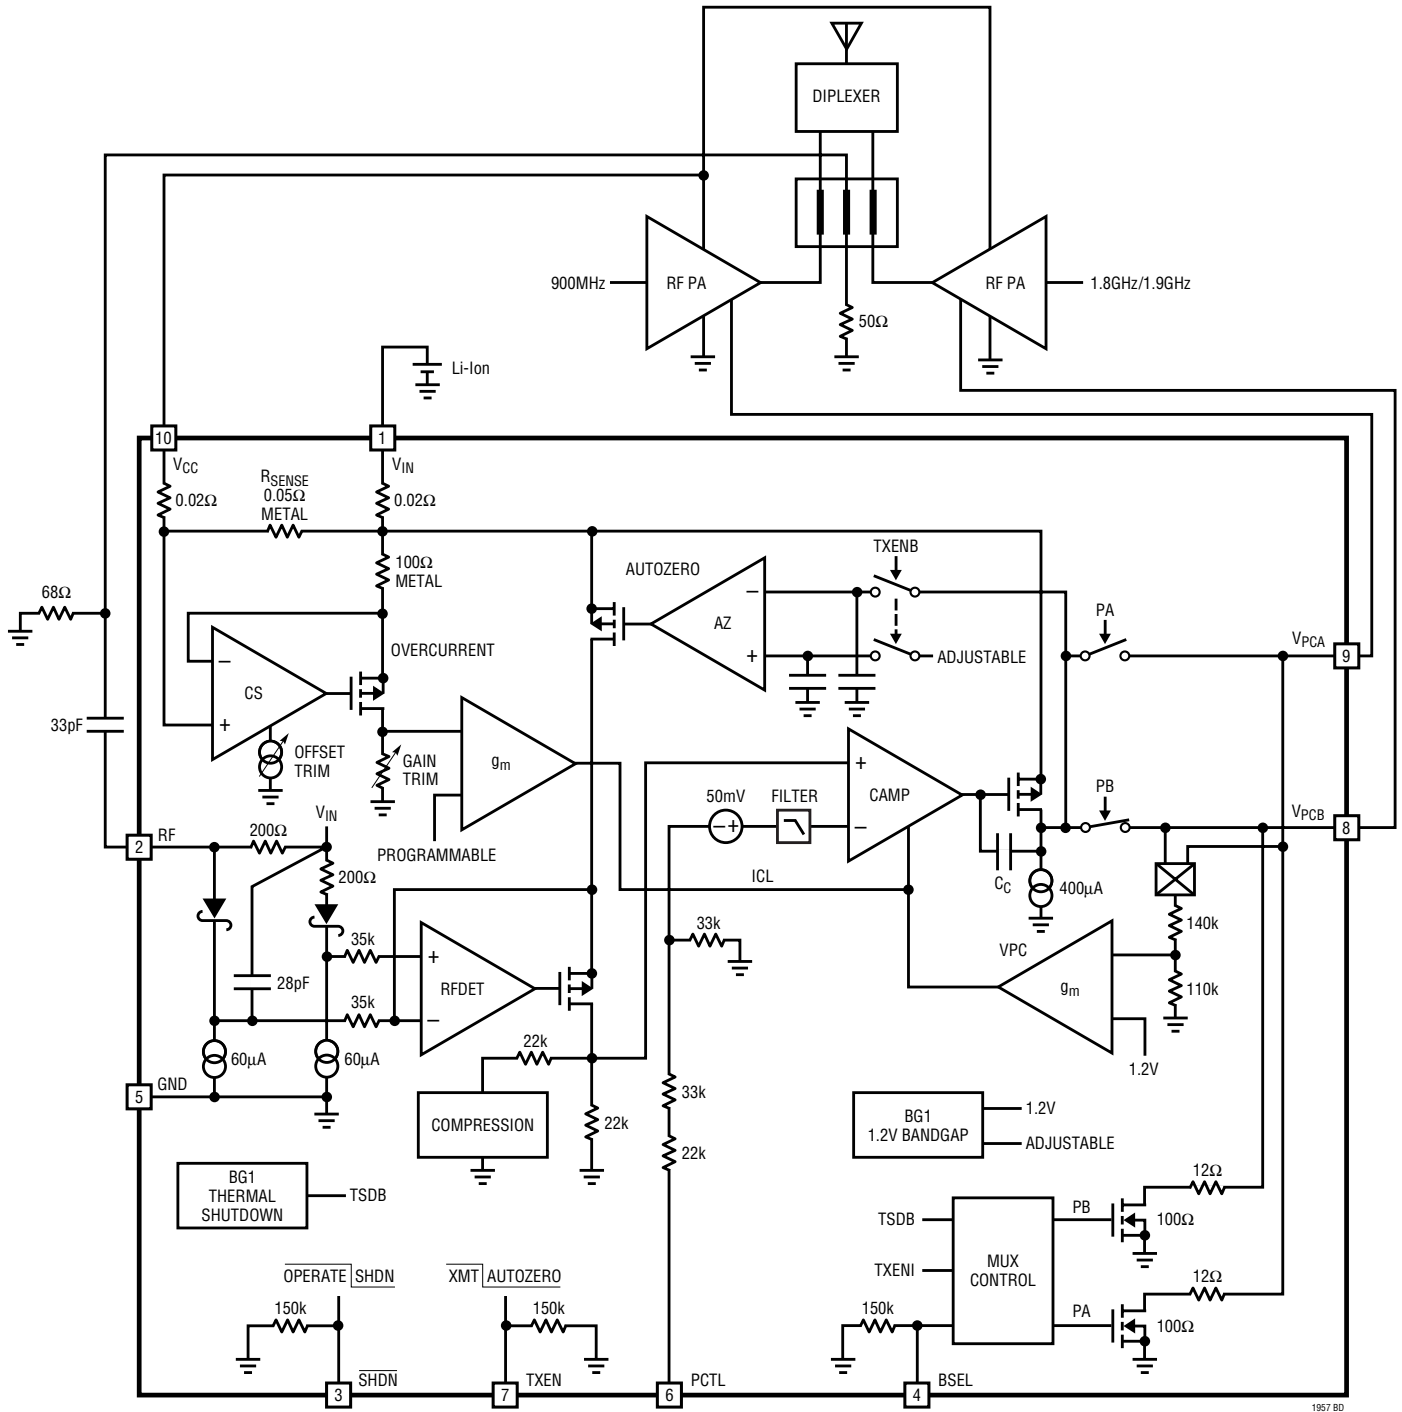 DIPLEXER
900MHz
RF PA
RF PA
1.8GHz/1.9GHz
50Ω
Li-Ion
10
1
VCC
VIN
0.02Ω
RSENSE
0.05Ω
METAL
0.02Ω
100Ω
METAL
68Ω
AUTOZERO
TXENB
AZ
−
+
ADJUSTABLE
PA
VPCA
9
OVERCURRENT
−
CS
+
33pF
OFFSET
TRIM
GAIN
TRIM
gm
PROGRAMMABLE
50mV
− +
FILTER
+
CAMP
−
PB
VPCB
8
VIN
RF
2
200Ω
200Ω
ICL
CC
400µA
35k
33k
VPC
140k
28pF
+
RFDET
−
35k
gm
110k
60µA
60µA
22k
1.2V
GND
5
COMPRESSION
22k
33k
22k
BG1
1.2V BANDGAP
1.2V
ADJUSTABLE
BG1
THERMAL
SHUTDOWN
TSDB
12Ω
TSDB
PB
100Ω
TXENI
MUX
CONTROL
12Ω
OPERATE SHDN
XMT AUTOZERO
150k
150k
150k
PA
100Ω
3
SHDN
7
TXEN
6
PCTL
4
BSEL
1957 BD